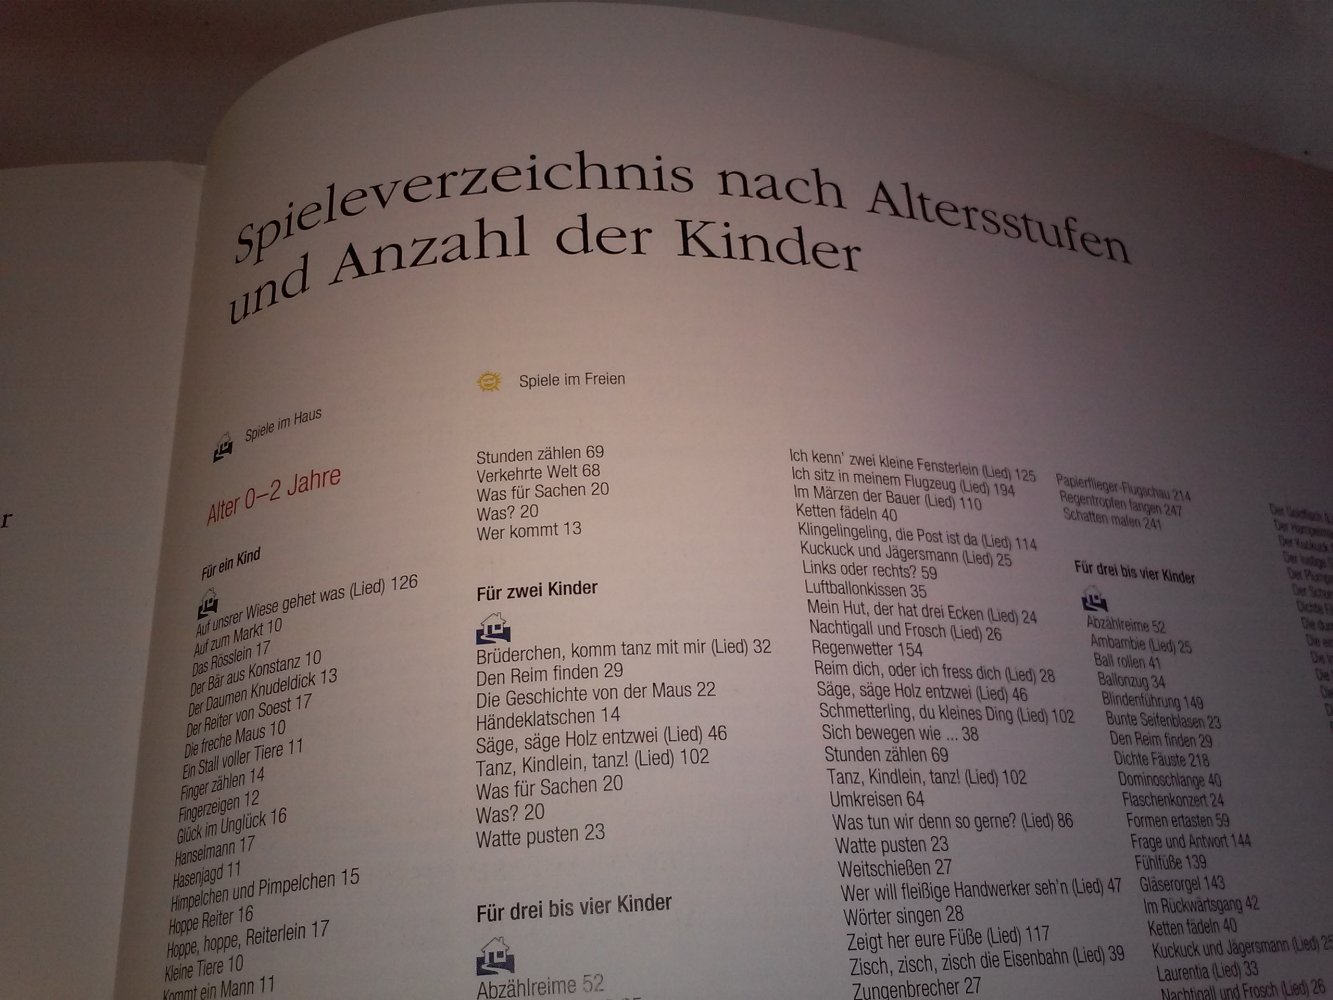 Spieleverzeichnis nach Altersstufen
und Anzahl der Kinder
Spiele im Haus
Spiele im Freien
Alter 0–2 Jahre
Für ein Kind
Auf unsrer Wiese gehet was (Lied) 126
Auf zum Markt 10
Das Rösslein 17
Der Bär aus Konstanz 10
Der Daumen Knudeldick 13
Der Reiter von Soest 17
Die freche Maus 10
Ein Stall voller Tiere 11
Finger zählen 14
Fingerzeigen 12
Glück im Unglück 16
Hanselmann 17
Hasenjagd 11
Himpelchen und Pimpelchen 15
Hoppe Reiter 16
Hoppe, hoppe, Reiterlein 17
Kleine Tiere 10
Kommt ein Mann 11
Stunden zählen 69
Verkehrte Welt 68
Was für Sachen 20
Was? 20
Wer kommt 13
Für zwei Kinder
Brüderchen, komm tanz mit mir (Lied) 32
Den Reim finden 29
Die Geschichte von der Maus 22
Händeklatschen 14
Säge, säge Holz entzwei (Lied) 46
Tanz, Kindlein, tanz! (Lied) 102
Was für Sachen 20
Was? 20
Watte pusten 23
Für drei bis vier Kinder
Abzählreime 52
Ich kenn' zwei kleine Fensterlein (Lied) 125
Ich sitz in meinem Flugzeug (Lied) 194
Im Märzen der Bauer (Lied) 110
Ketten fädeln 40
Klingelingeling, die Post ist da (Lied) 114
Kuckuck und Jägersmann (Lied) 25
Links oder rechts? 59
Luftballonkissen 35
Mein Hut, der hat drei Ecken (Lied) 24
Nachtigall und Frosch (Lied) 26
Regenwetter 154
Reim dich, oder ich fress dich (Lied) 28
Säge, säge Holz entzwei (Lied) 46
Schmetterling, du kleines Ding (Lied) 102
Sich bewegen wie ... 38
Stunden zählen 69
Tanz, Kindlein, tanz! (Lied) 102
Umkreisen 64
Was tun wir denn so gerne? (Lied) 86
Watte pusten 23
Weitschießen 27
Wer will fleißige Handwerker seh'n (Lied) 47
Wörter singen 28
Zeigt her eure Füße (Lied) 117
Zisch, zisch, zisch die Eisenbahn (Lied) 39
Zungenbrecher 27
Papierflieger-Flugschau 214
Regentropfen fangen 247
Schatten malen 241
Für drei bis vier Kinder
Abzählreime 52
Ambambie (Lied) 25
Ball rollen 41
Ballonzug 34
Blindenführung 149
Bunte Seifenblasen 23
Den Reim finden 29
Dichte Fäuste 218
Dominoschlange 40
Flaschenkonzert 24
Formen ertasten 59
Frage und Antwort 144
Fühlfüße 139
Gläserorgel 143
Im Rückwärtsgang 42
Ketten fädeln 40
Kuckuck und Jägersmann (Lied) 25
Laurentia (Lied) 33
Nachtigall und Frosch (Lied) 26